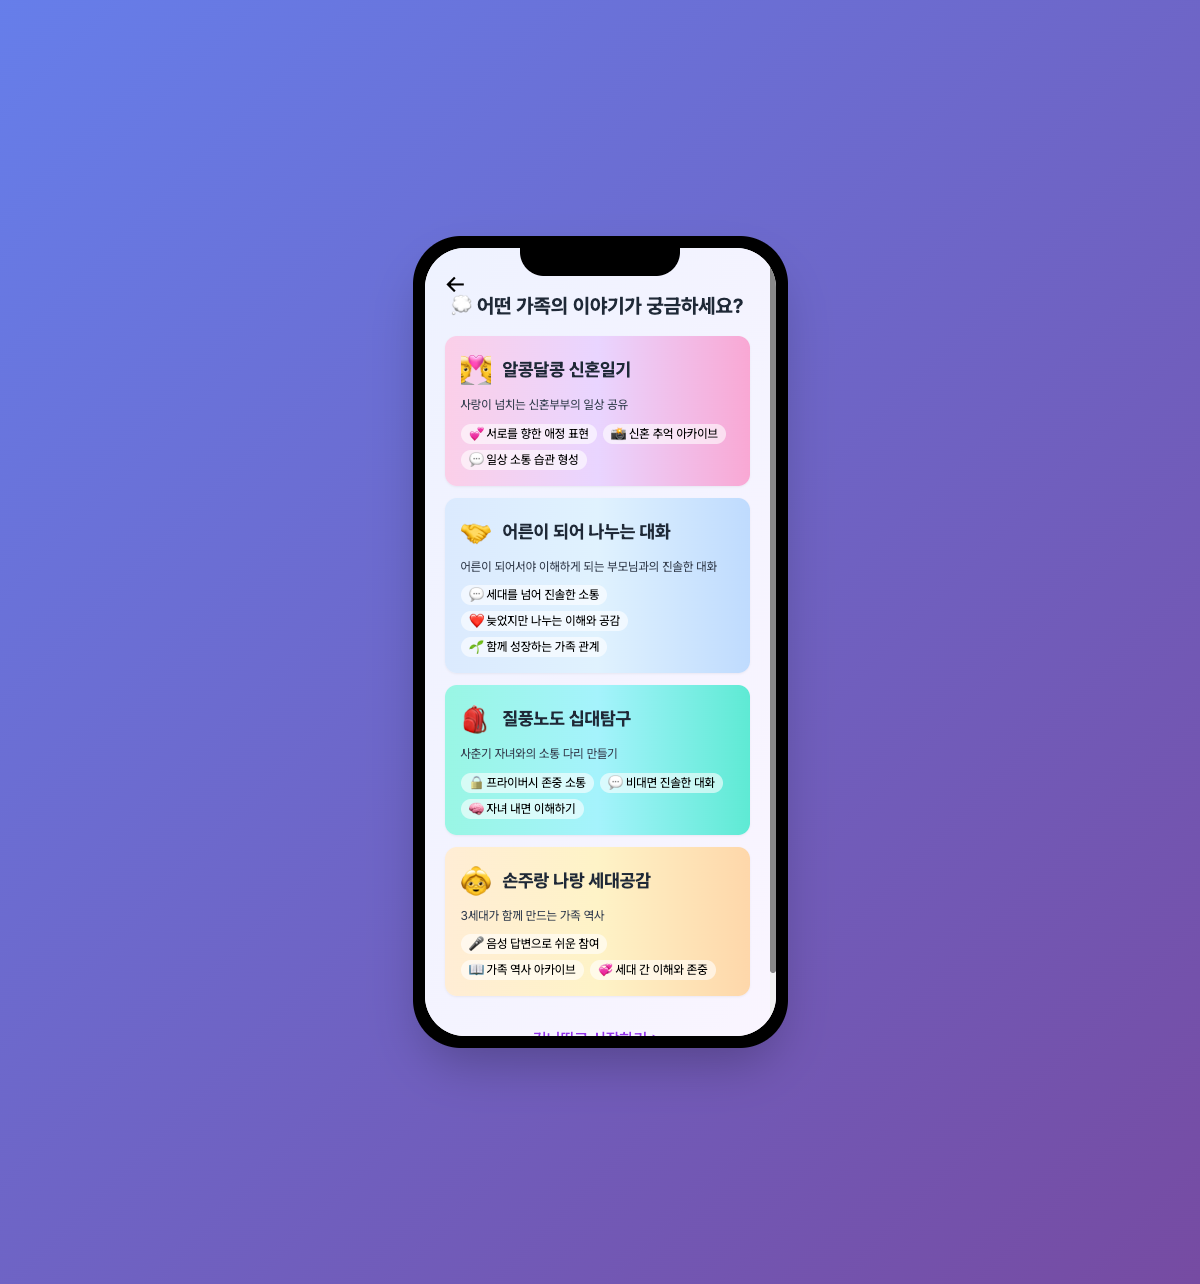 어떤 가족의 이야기가 궁금하세요?
알콩달콩 신혼일기
사랑이 넘치는 신혼부부의 일상 공유
서로를 향한 애정 표현
신혼 추억 아카이브
일상 소통 습관 형성
어른이 되어 나누는 대화
어른이 되어서야 이해하게 되는 부모님과의 진솔한 대화
세대를 넘어 진솔한 소통
늦었지만 나누는 이해와 공감
함께 성장하는 가족 관계
질풍노도 십대탐구
사춘기 자녀와의 소통 다리 만들기
프라이버시 존중 소통
비대면 진솔한 대화
자녀 내면 이해하기
손주랑 나랑 세대공감
3세대가 함께 만드는 가족 역사
음성 답변으로 쉬운 참여
가족 역사 아카이브
세대 간 이해와 존중